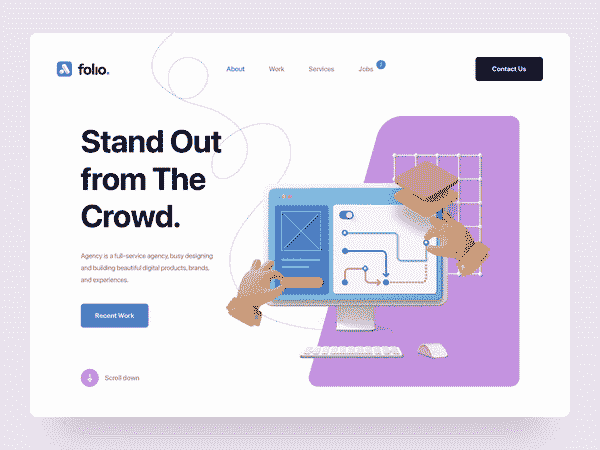 folio.
About
Work
Services
Jobs
Contact Us
Stand Out
from The
Crowd.
Agency is a full-service agency, busy designing
and building beautiful digital products, brands,
and experiences.
Recent Work
Scroll down